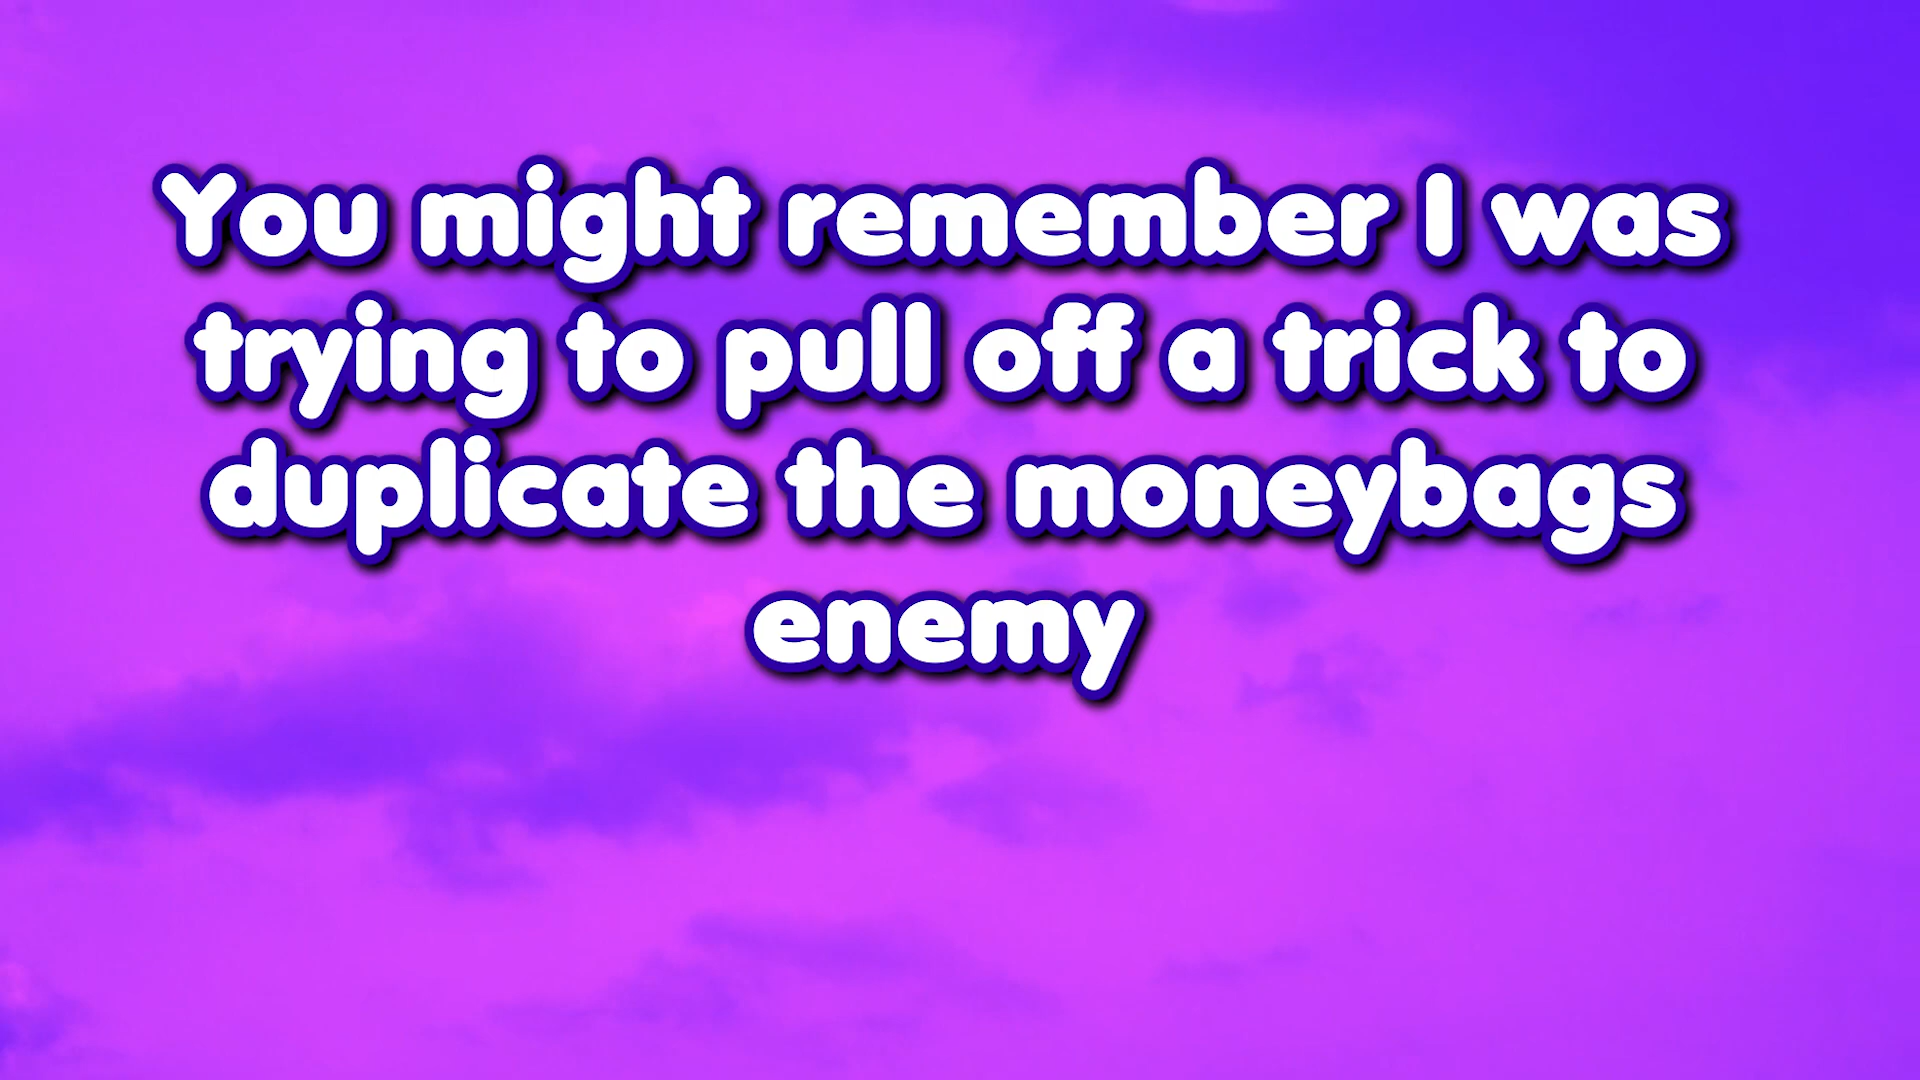 You might remember I was
trying to pull off a trick to
duplicate the moneybags
enemy